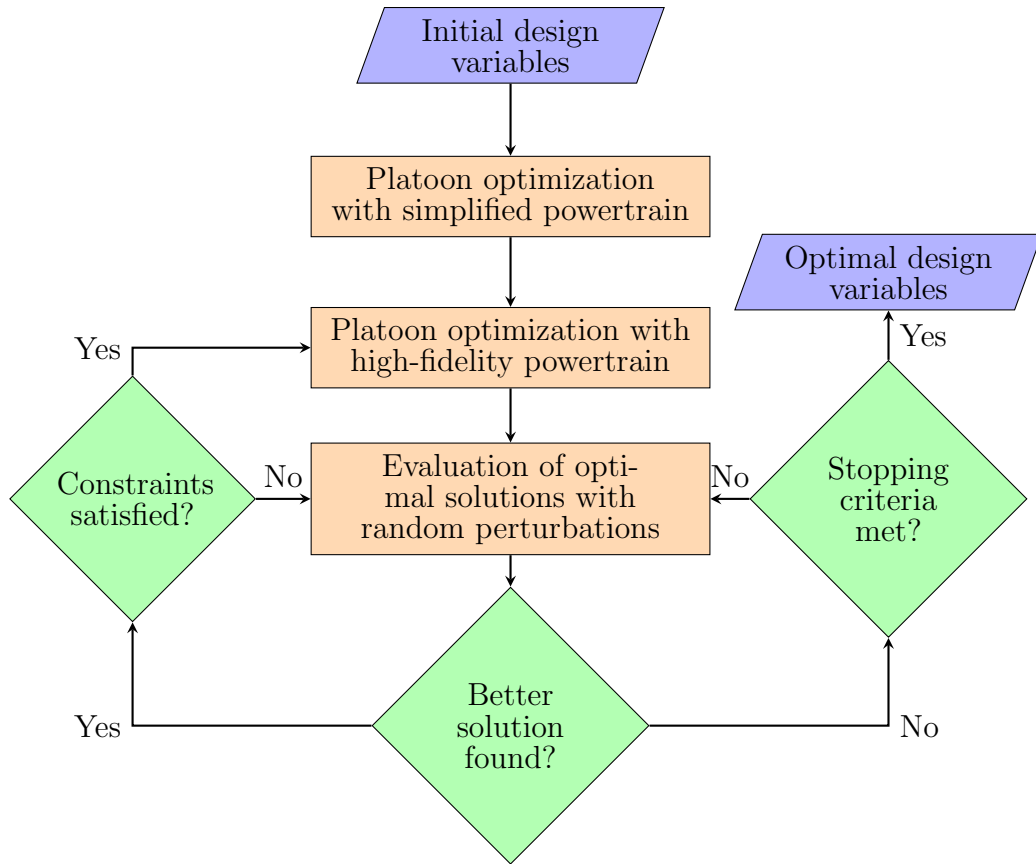 Initial design
variables
Platoon optimization
with simplified powertrain
Optimal design
variables
Platoon optimization with
high-fidelity powertrain
Yes
Yes
Evaluation of opti-
mal solutions with
random perturbations
Constraints
satisfied?
No
No
Stopping
criteria
met?
Better
solution
found?
Yes
No